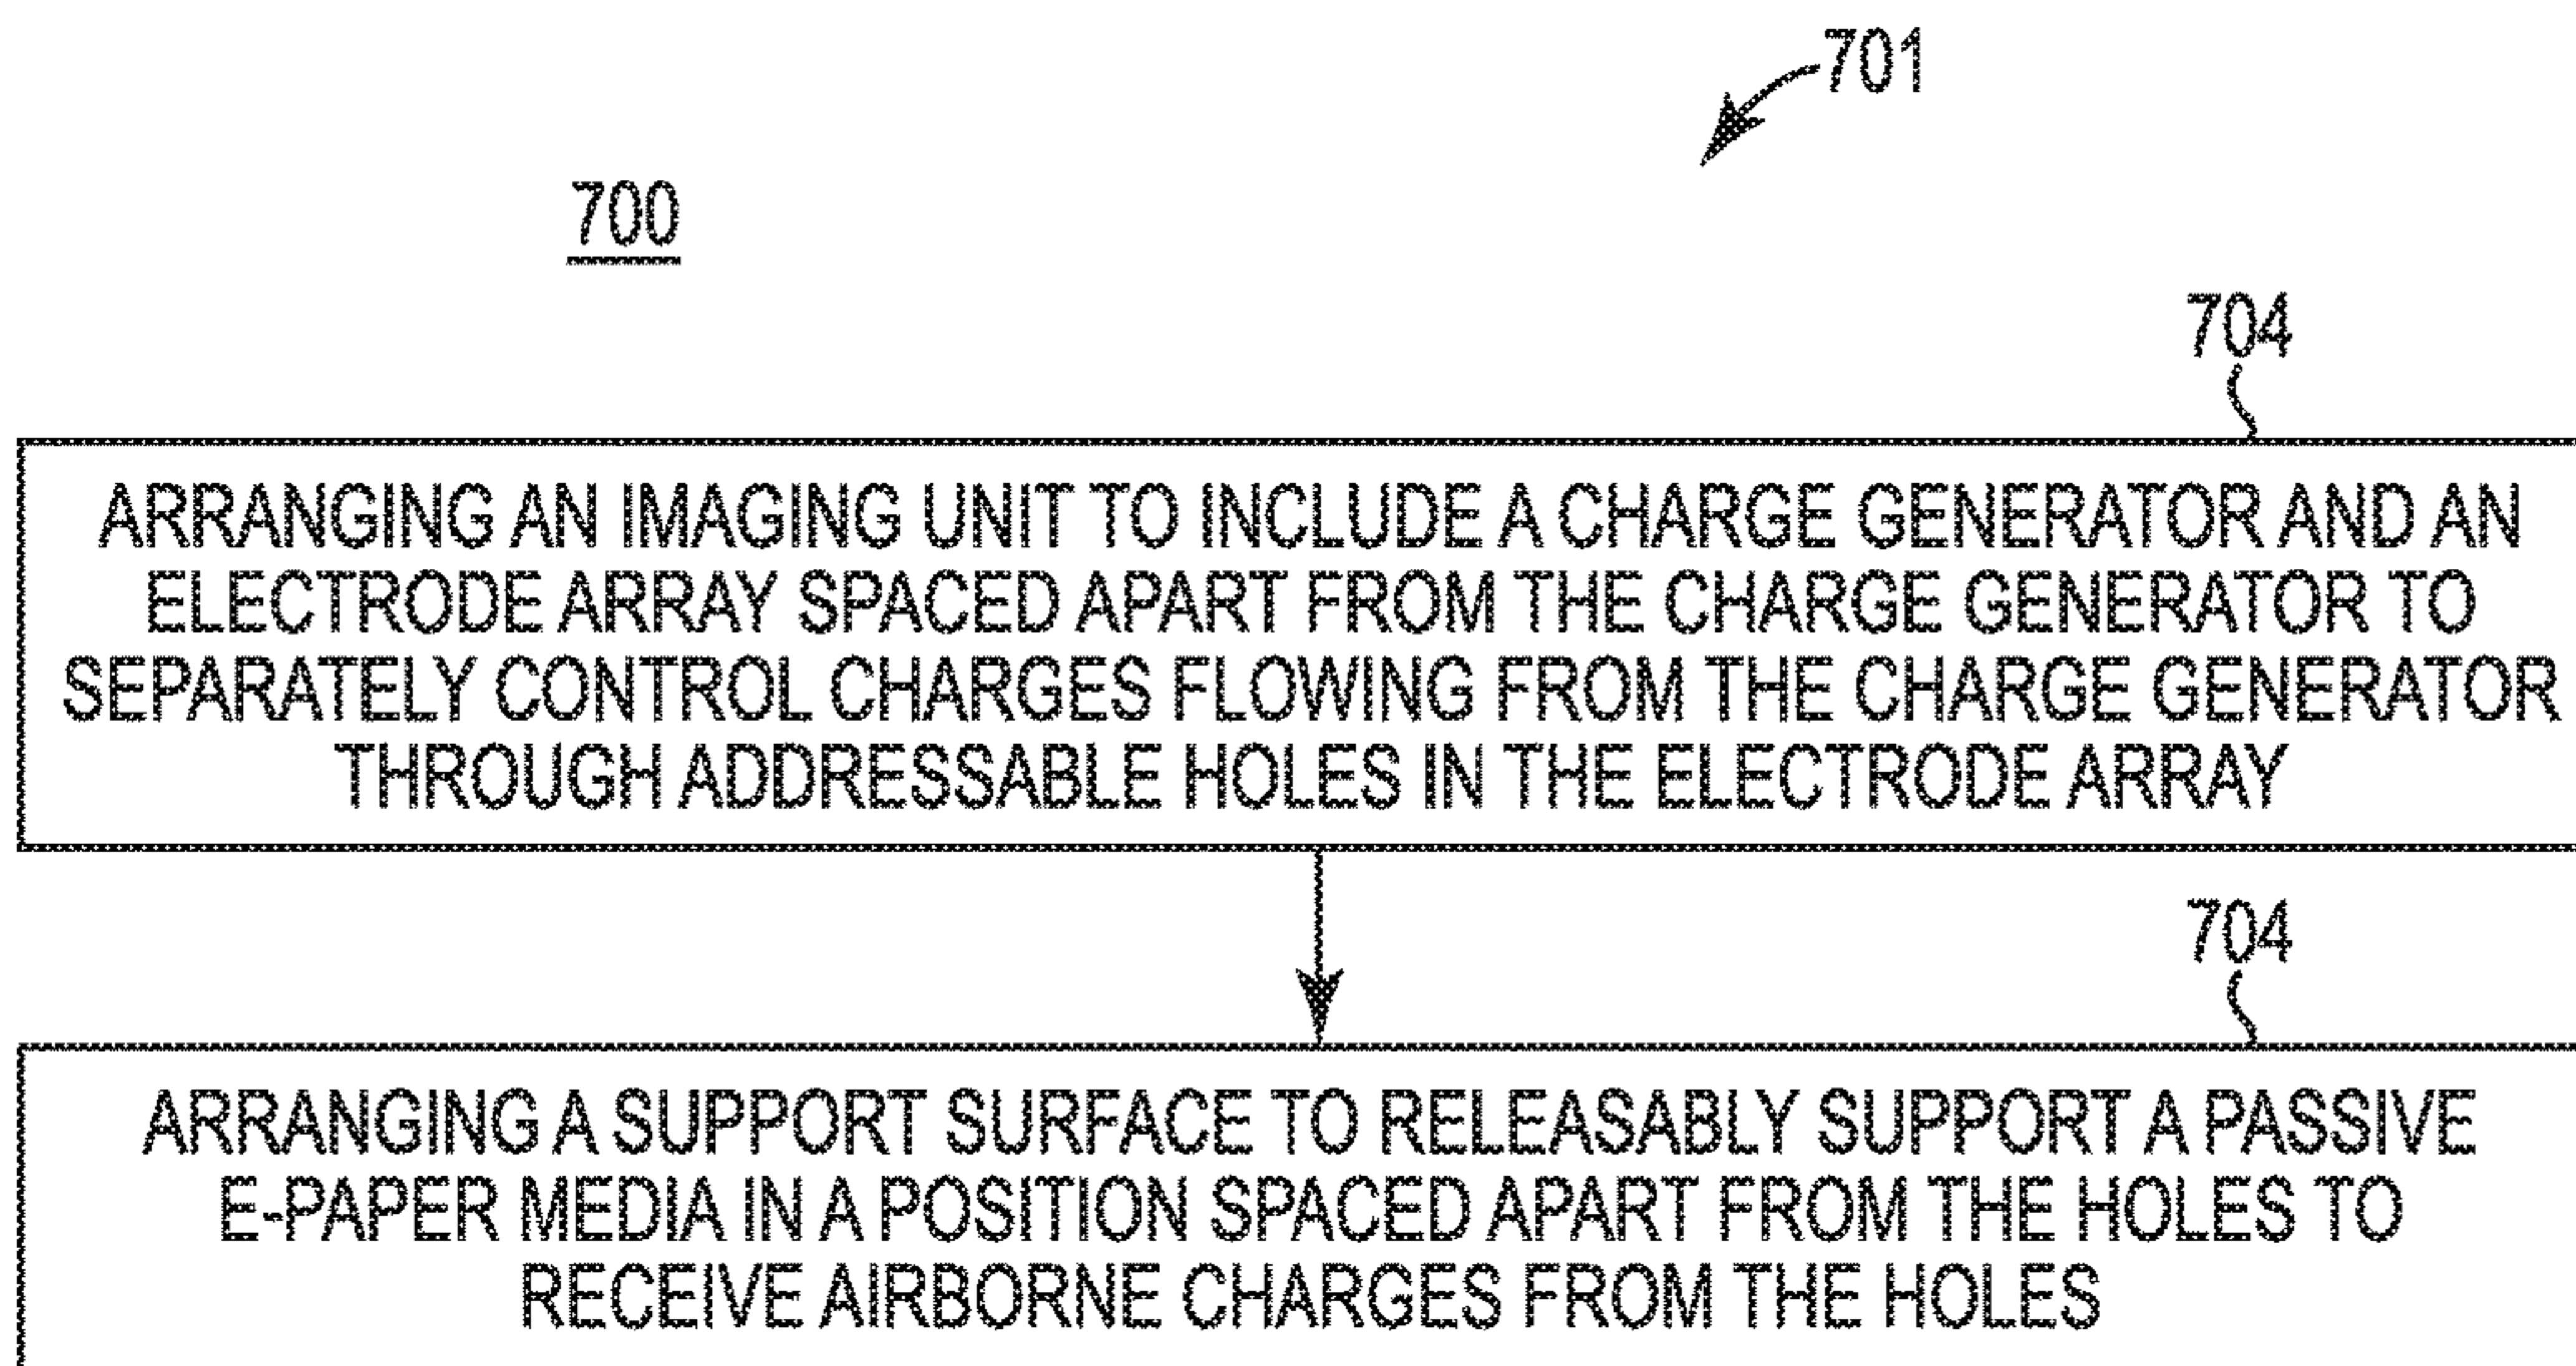 701
700
704
ARRANGING AN IMAGING UNIT TO INCLUDE A CHARGE GENERATOR AND AN
ELECTRODE ARRAY SPACED APART FROM THE CHARGE GENERATOR TO
SEPARATELY CONTROL CHARGES FLOWING FROM THE CHARGE GENERATOR
THROUGH ADDRESSABLE HOLES IN THE ELECTRODE ARRAY
704
ARRANGING A SUPPORT SURFACE TO RELEASABLY SUPPORT A PASSIVE
E-PAPER MEDIA IN A POSITION SPACED APART FROM THE HOLES TO
RECEIVE AIRBORNE CHARGES FROM THE HOLES